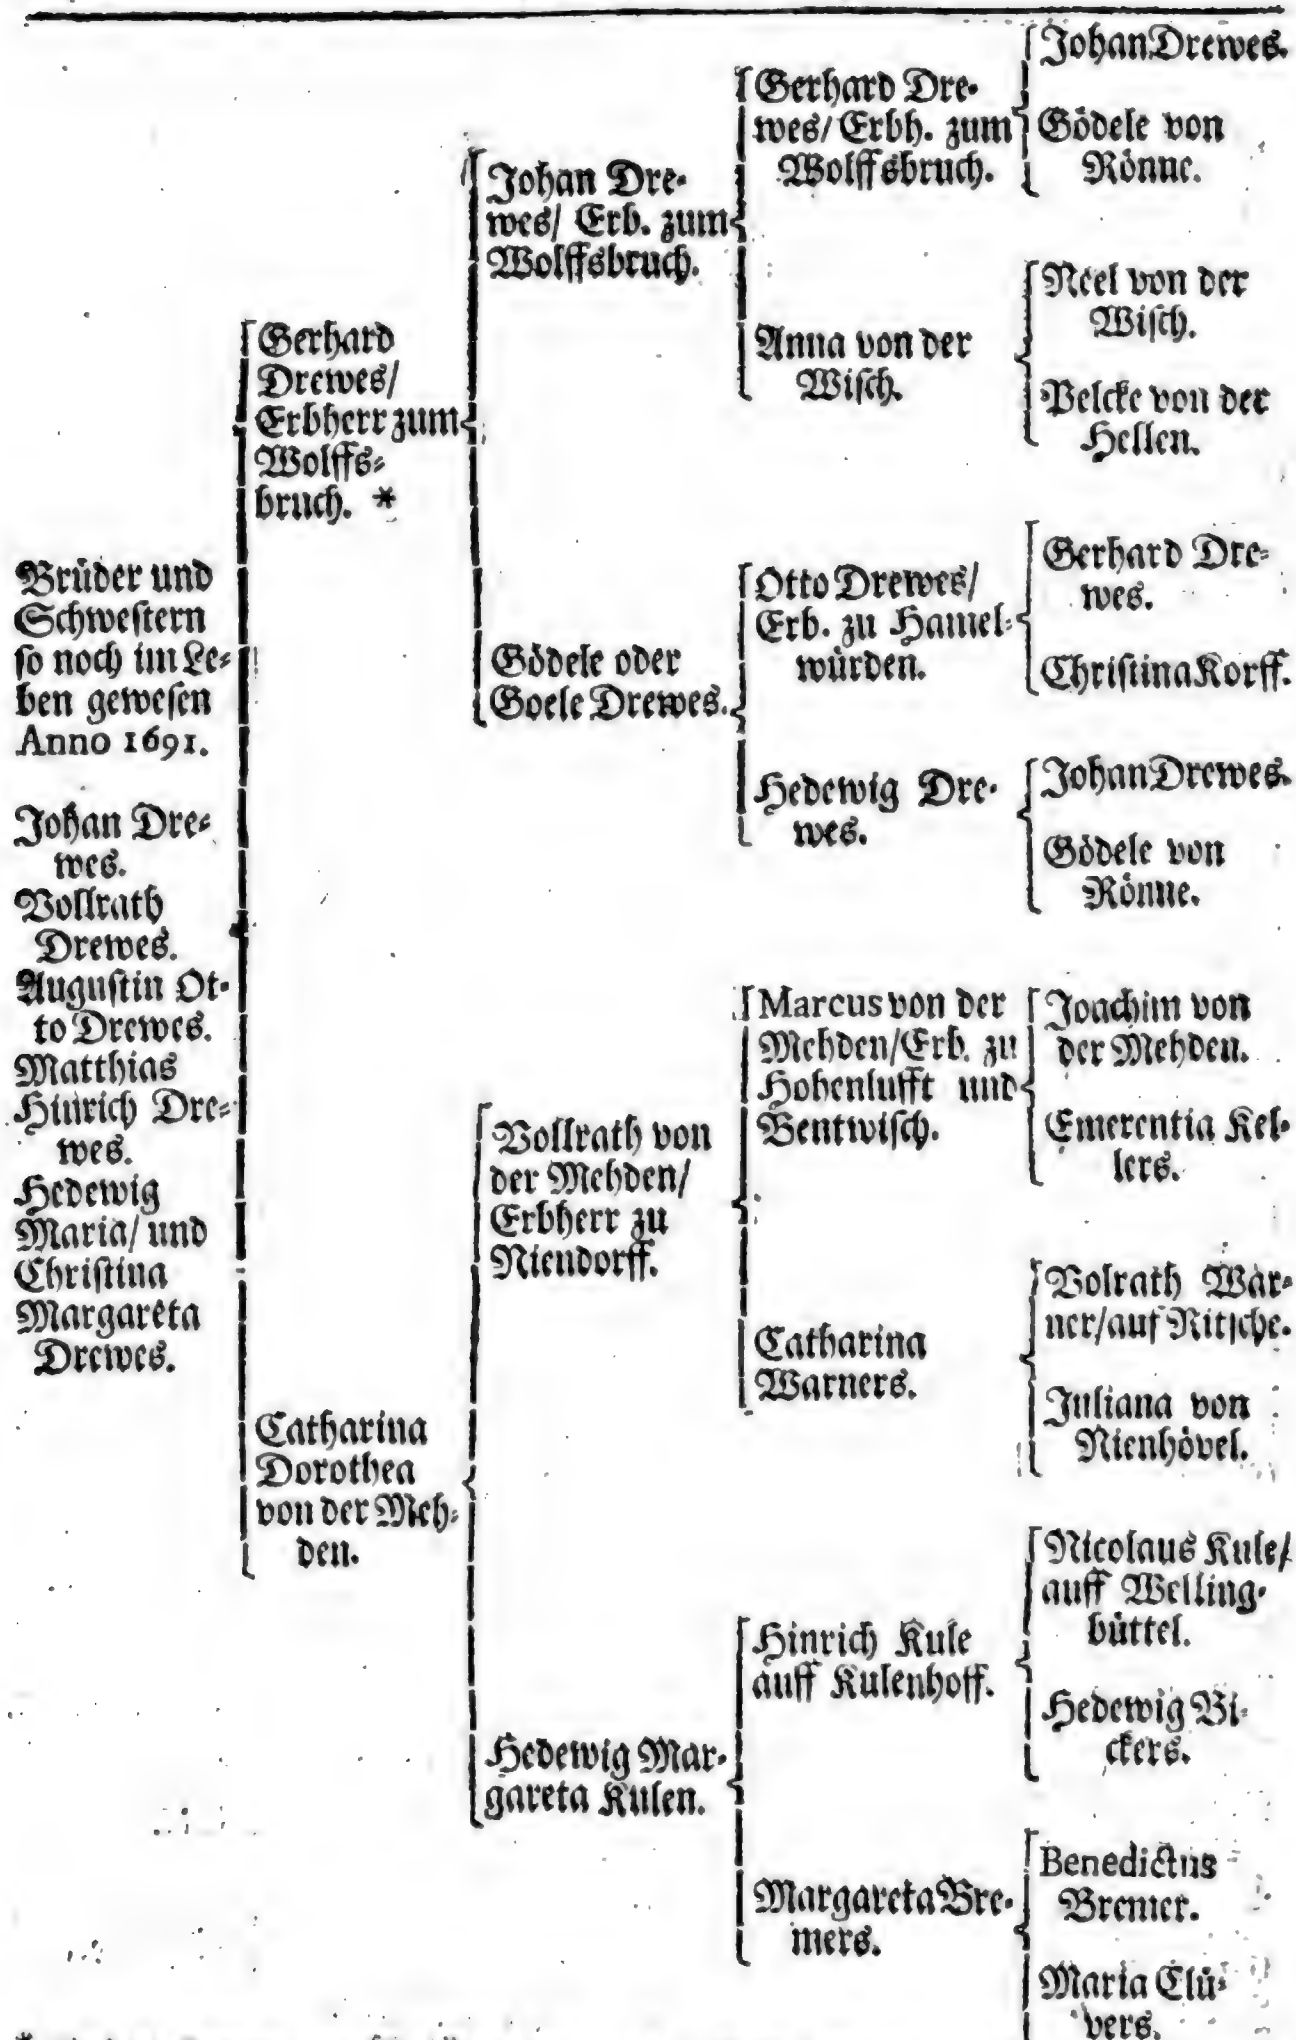 Brüder und
Schwestern
so noch im Le-
ben gewesen
Anno 1691.
Johan Dre-
wes.
Vollrath
Drewes.
Augustin Ot-
to Drewes.
Matthias
Hinrich Dre-
wes.
Hedewig
Maria/ und
Christina
Margareta
Drewes.
Gerhard
Drewes/
Erbherr zum
Wolffs-
bruch. *
Catharina
Dorothea
von der Meh-
den.
Johan Dre-
wes/ Erb. zum
Wolffsbruch.
Gödele oder
Goele Drewes.
Vollrath von
der Mehden/
Erbherr zu
Niendorff.
Hedewig Mar-
gareta Kulen.
Gerhard Dre-
wes/ Erbh. zum
Wolffsbruch.
Anna von der
Wisch.
Otto Drewes/
Erb. zu Hamel-
würden.
Hedewig Dre-
wes.
Marcus von der
Mehden/Erb. zu
Hohenlufft und
Bentwisch.
Catharina
Warners.
Hinrich Kule
auff Kulenhoff.
Margareta Bre-
mers.
Johan Drewes.
Gödele von
Rönne.
Neel von der
Wisch.
Pelcke von der
Hellen.
Gerhard Dre-
wes.
Christina Korff.
Johan Drewes.
Gödele von
Rönne.
Joachim von
der Mehden.
Emerentia Kel-
lers.
Volrath War-
ner/auf Nitsche.
Juliana von
Nienhövel.
Nicolaus Kule/
auff Welling-
büttel.
Hedewig Bi-
ckers.
Benedictus
Bremer.
Maria Clü-
vers.